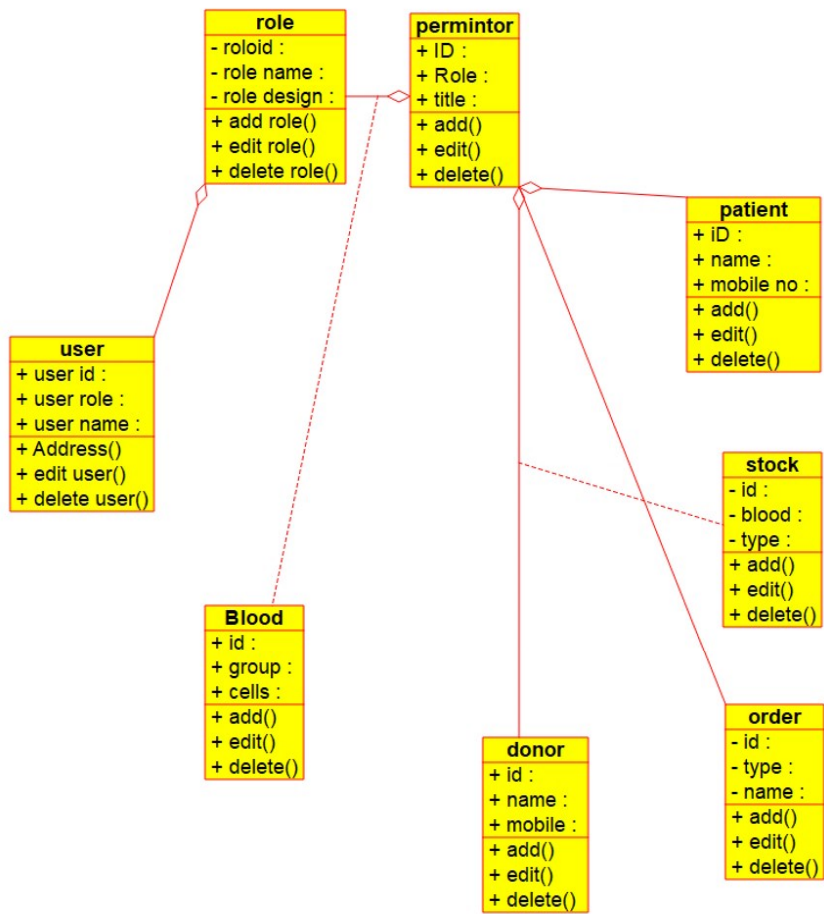 role
- roloid :
- role name :
- role design :
+ add role()
+ edit role()
+ delete role()
permintor
+ ID :
+ Role :
+ title :
+ add()
+ edit()
+ delete()
patient
+ iD :
+ name :
+ mobile no :
+ add()
+ edit()
+ delete()
user
+ user id :
+ user role :
+ user name :
+ Address()
+ edit user()
+ delete user()
stock
- id :
- blood :
- type :
+ add()
+ edit()
+ delete()
Blood
+ id :
+ group :
+ cells :
+ add()
+ edit()
+ delete()
donor
+ id :
+ name :
+ mobile :
+ add()
+ edit()
+ delete()
order
- id :
- type :
- name :
+ add()
+ edit()
+ delete()